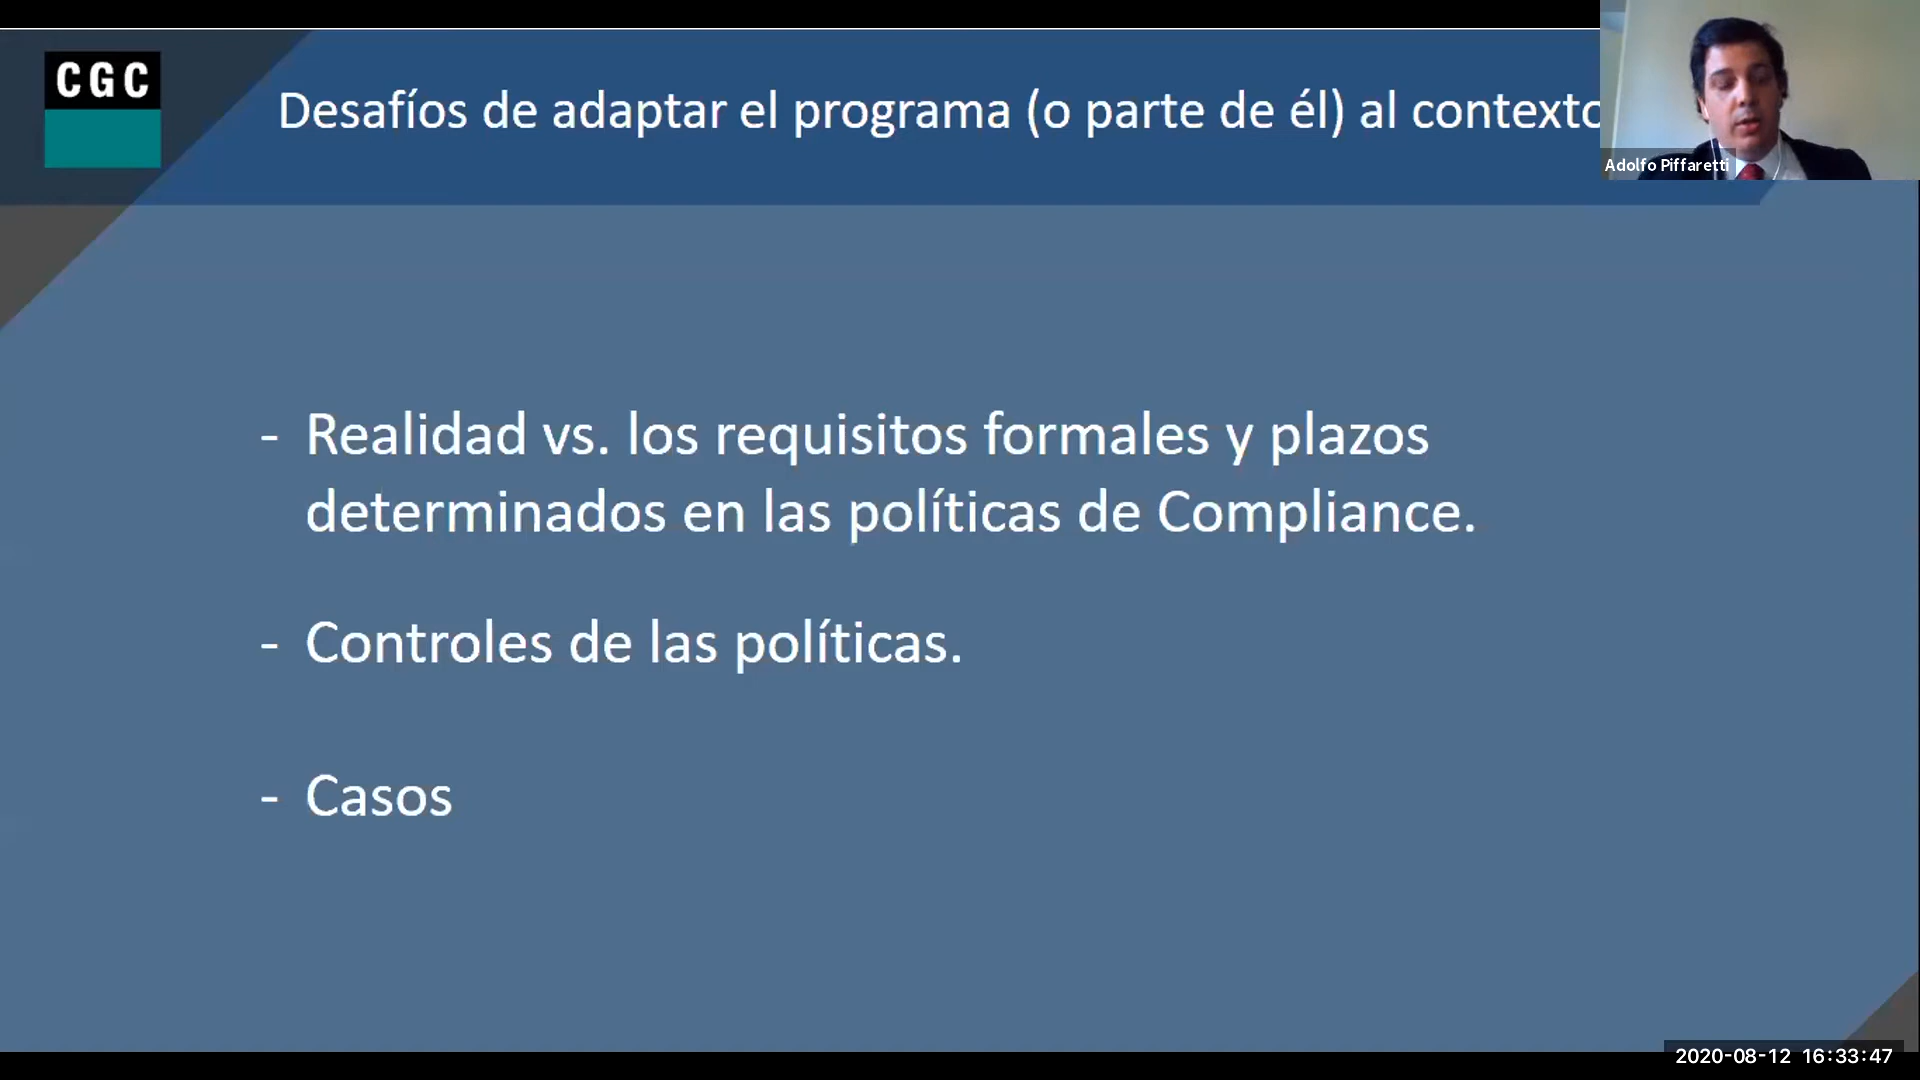 CGC
Desafíos de adaptar el programa (o parte de él) al contexto
Adolfo Piffaretti
- Realidad vs. los requisitos formales y plazos
determinados en las políticas de Compliance.
- Controles de las políticas.
- Casos
2020-08-12 16:33:47